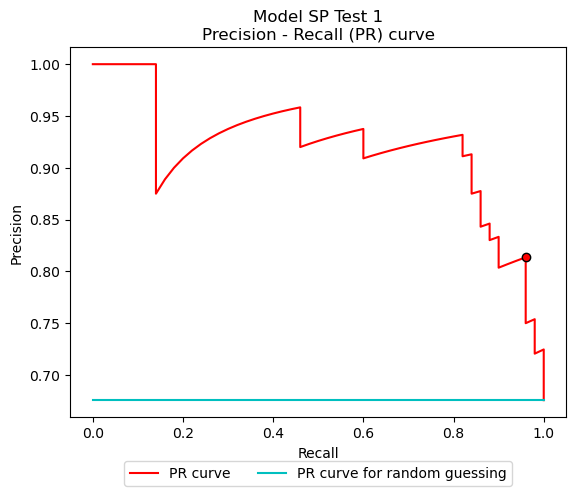 Model SP Test 1
Precision - Recall (PR) curve
1.00
0.95
0.90
0.85
0.80
0.75
0.70
Precision
0.0 0.2 0.4 0.6 0.8 1.0
Recall
PR curve PR curve for random guessing